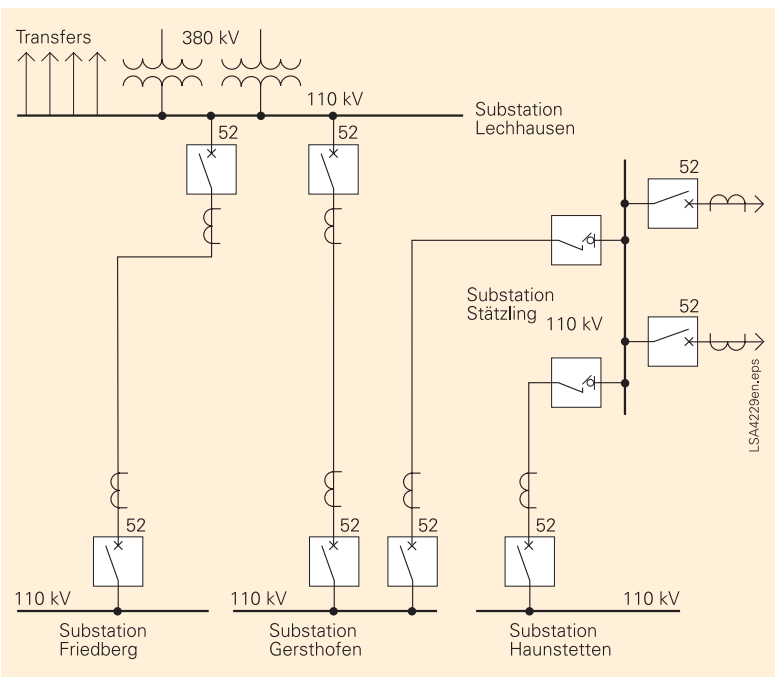 Transfers
380 kV
110 kV
Substation
Lechhausen
52
52
52
Substation
Stätzling
110 kV
52
LSA4229en.eps
52
52
52
52
110 kV
110 kV
110 kV
Substation
Friedberg
Substation
Gersthofen
Substation
Haunstetten